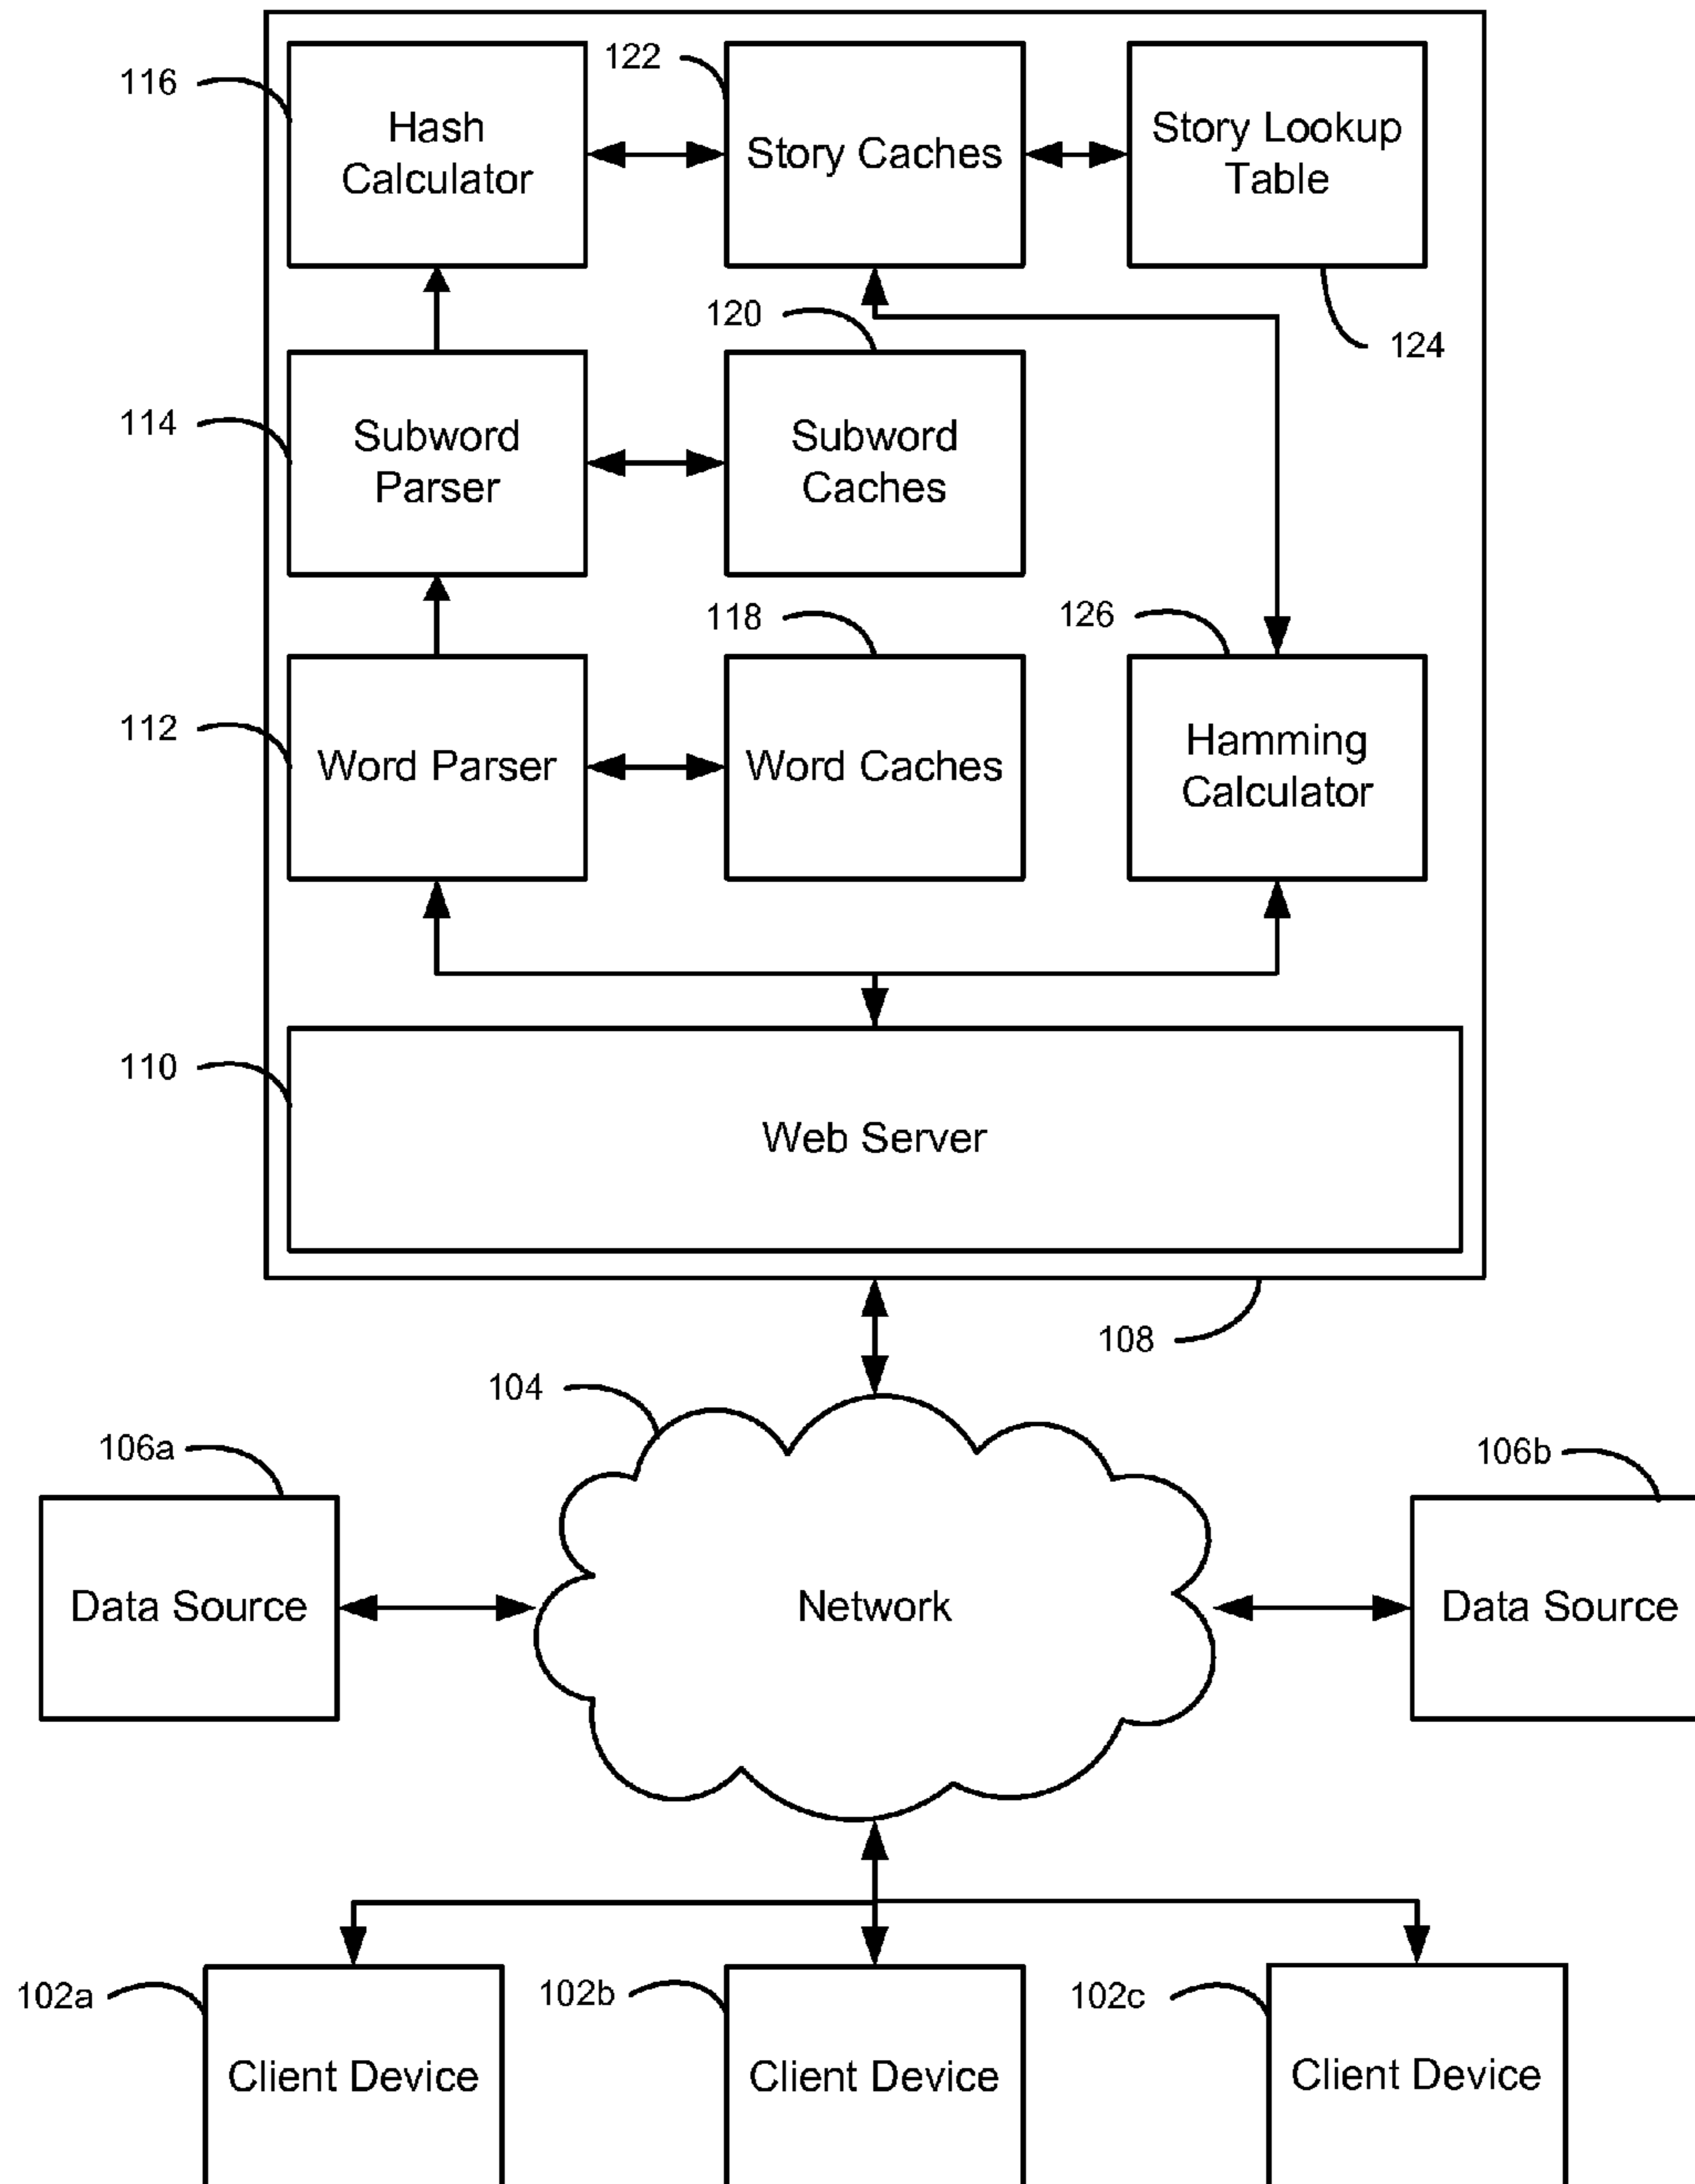 116
Hash
Calculator
122
Story Caches
Story Lookup
Table
124
114
Subword
Parser
120
Subword
Caches
112
Word Parser
118
Word Caches
126
Hamming
Calculator
110
Web Server
108
104
Network
106a
Data Source
106b
Data Source
102a
Client Device
102b
Client Device
102c
Client Device